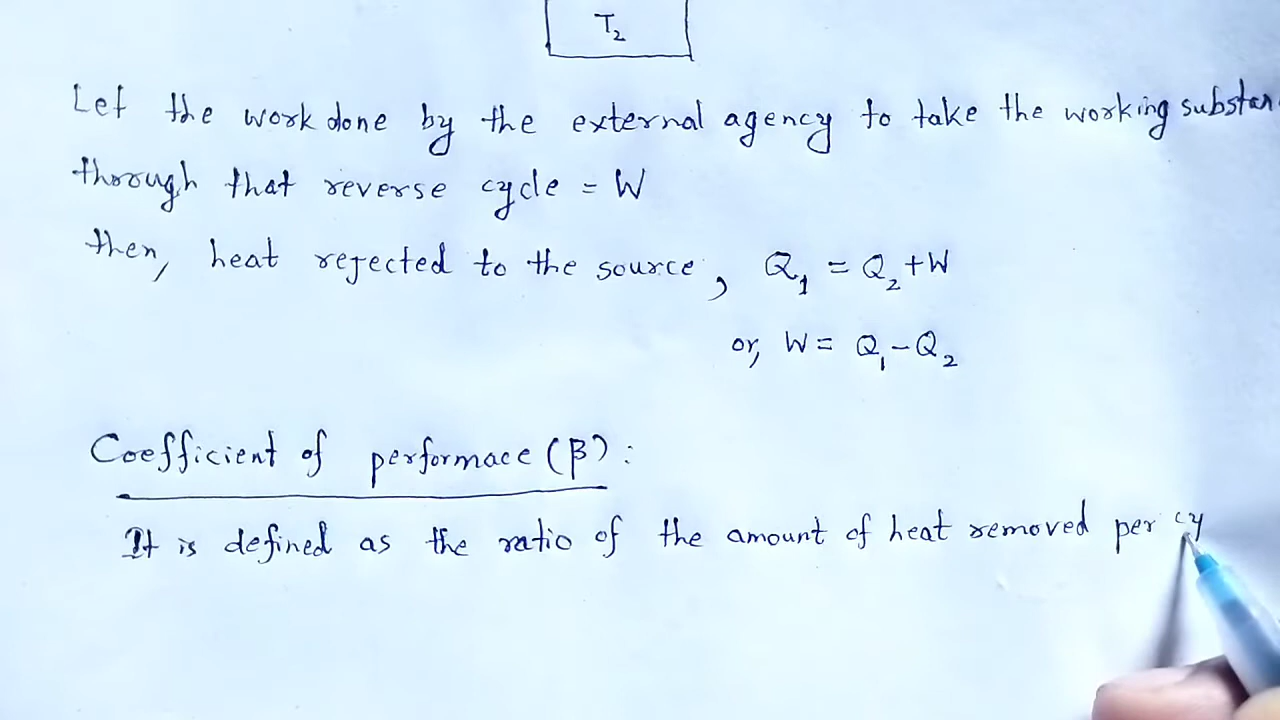 T₂
Let the work done by the external agency to take the working substan
through that reverse cycle = W
then, heat rejected to the source, Q₁ = Q₂+W
or, W = Q₁-Q₂
Coefficient of performace (β) :
It is defined as the ratio of the amount of heat removed per cy